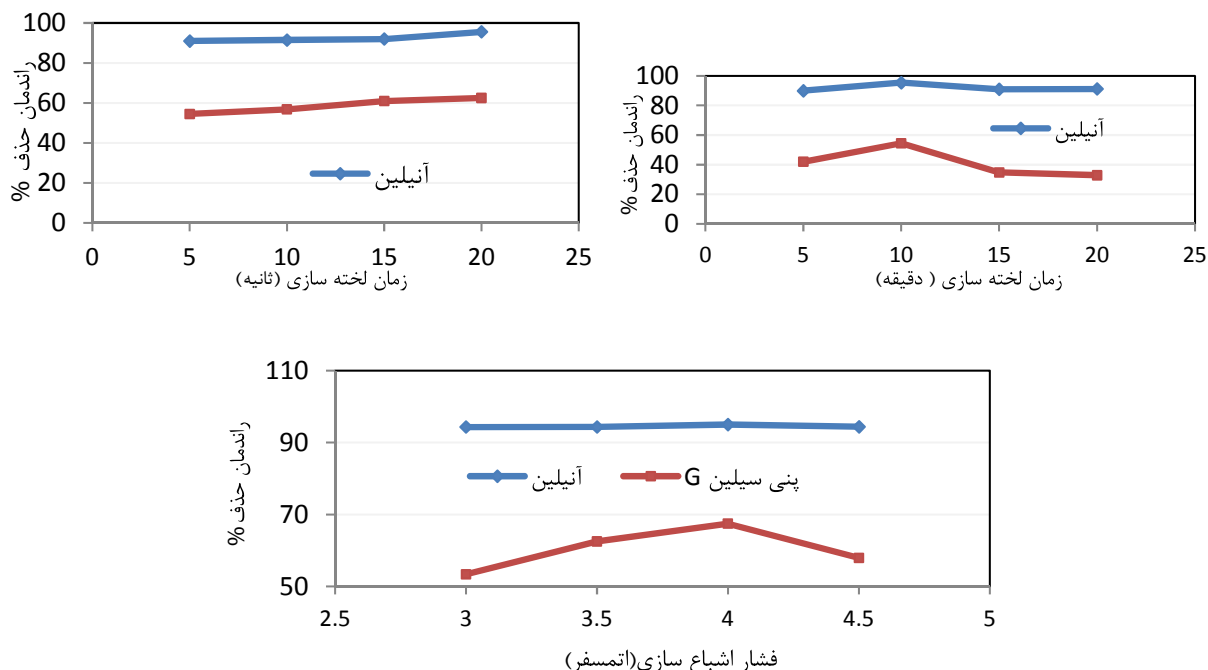 راندمان حذف %
100
80
60
40
20
0
آنیلین
0 5 10 15 20 25
زمان لخته سازی (ثانیه)
راندمان حذف %
100
80
60
40
20
0
آنیلین
0 5 10 15 20 25
زمان لخته سازی ( دقیقه)
راندمان حذف %
110
90
70
50
آنیلین پنی سیلین G
2.5 3 3.5 4 4.5 5
فشار اشباع سازی(اتمسفر)